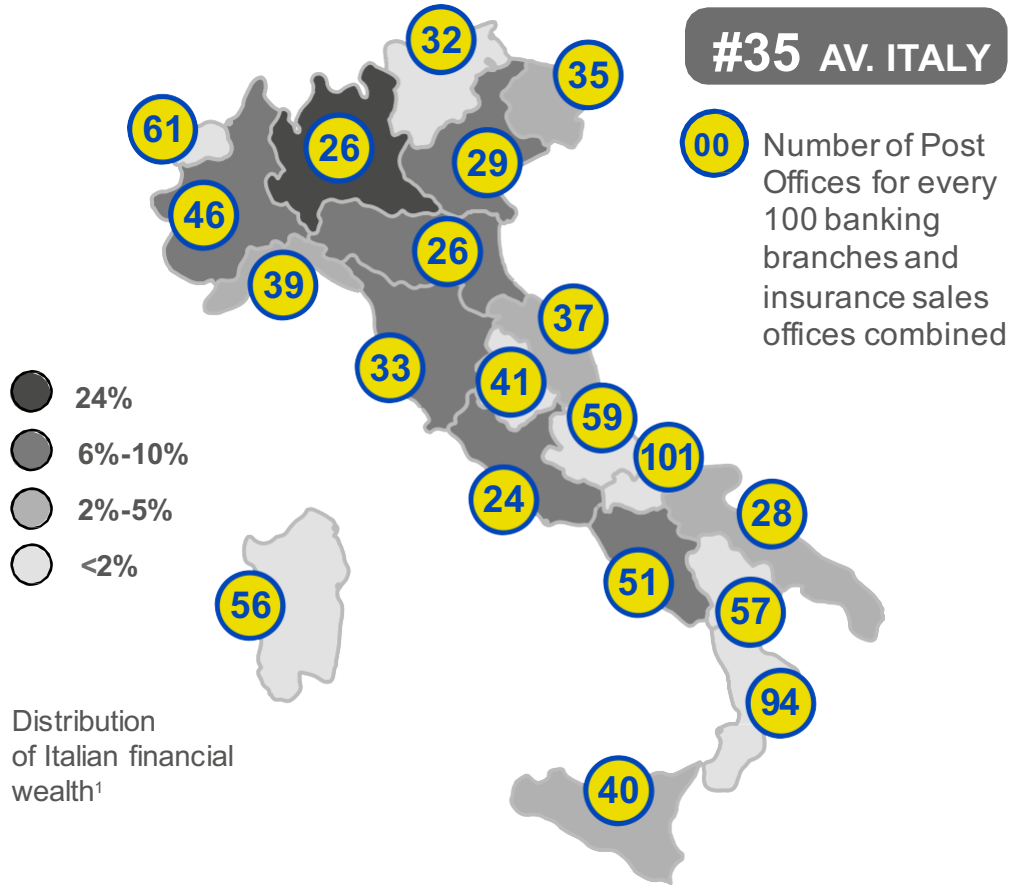 32
#35 AV. ITALY
35
61
26
00
Number of Post
Offices for every
100 banking
branches and
insurance sales
offices combined
29
46
26
39
37
33
41
24%
59
6%-10%
101
24
2%-5%
28
<2%
51
56
57
94
Distribution
of Italian financial
wealth¹
40